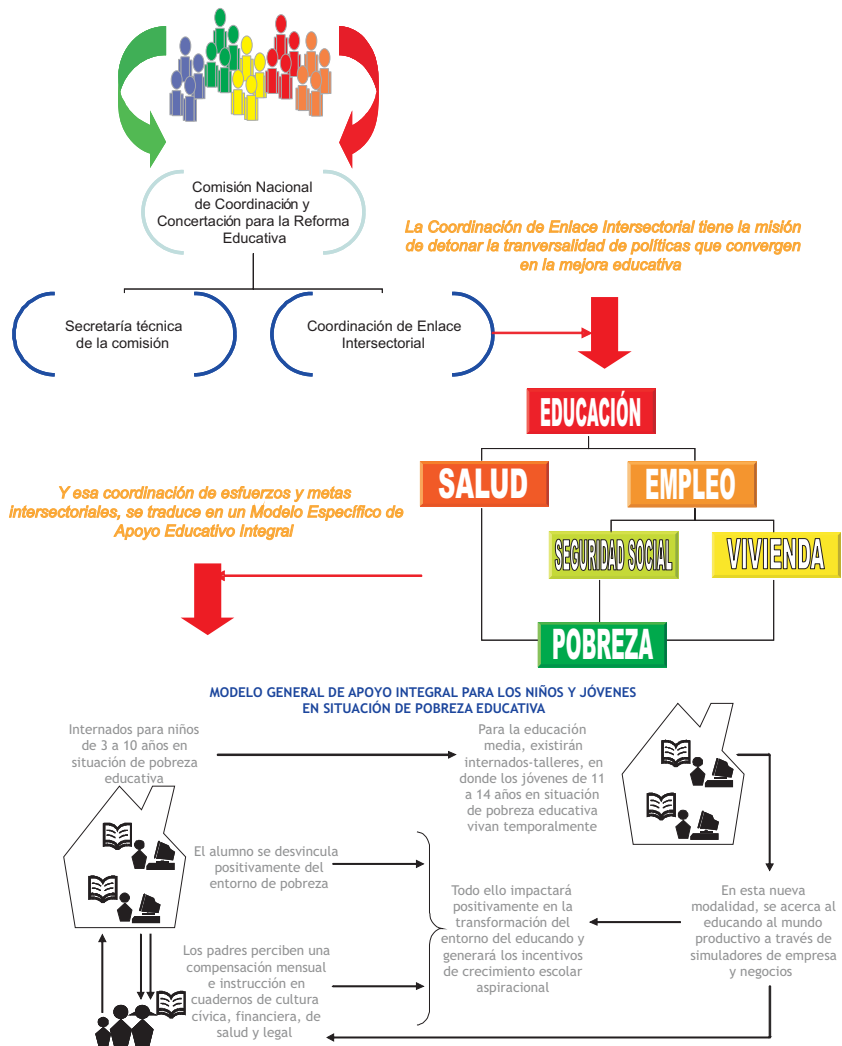 Comisión Nacional
de Coordinación y
Concertación para la Reforma
Educativa
La Coordinación de Enlace Intersectorial tiene la misión
de detonar la tranversalidad de políticas que convergen
en la mejora educativa
Secretaría técnica
de la comisión
Coordinación de Enlace
Intersectorial
EDUCACIÓN
SALUD
EMPLEO
SEGURIDAD SOCIAL
VIVIENDA
POBREZA
Y esa coordinación de esfuerzos y metas
intersectoriales, se traduce en un Modelo Específico de
Apoyo Educativo Integral
MODELO GENERAL DE APOYO INTEGRAL PARA LOS NIÑOS Y JÓVENES
EN SITUACIÓN DE POBREZA EDUCATIVA
Internados para niños
de 3 a 10 años en
situación de pobreza
educativa
Para la educación
media, existirán
internados-talleres, en
donde los jóvenes de 11
a 14 años en situación
de pobreza educativa
vivan temporalmente
El alumno se desvincula
positivamente del
entorno de pobreza
Los padres perciben una
compensación mensual
e instrucción en
cuadernos de cultura
cívica, financiera, de
salud y legal
Todo ello impactará
positivamente en la
transformación del
entorno del educando y
generará los incentivos
de crecimiento escolar
aspiracional
En esta nueva
modalidad, se acerca al
educando al mundo
productivo a través de
simuladores de empresa
y negocios